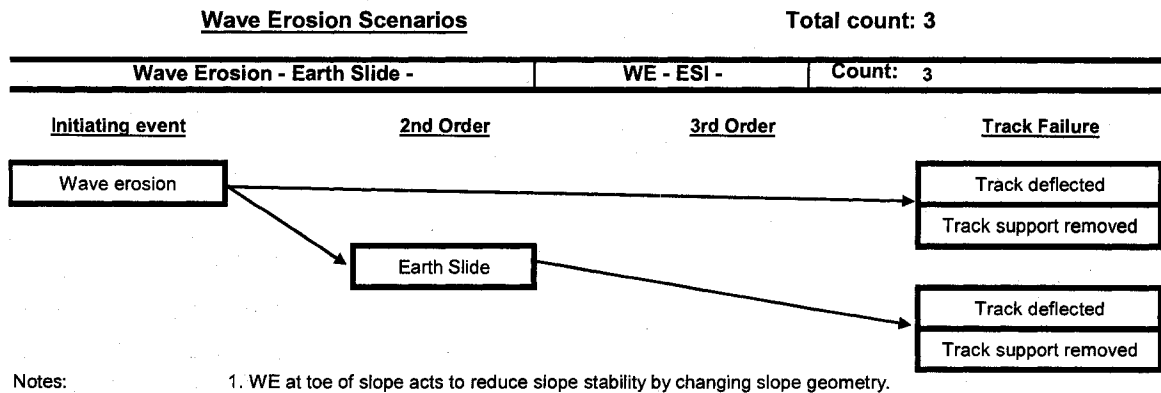 Wave Erosion Scenarios Total count: 3
Wave Erosion - Earth Slide - WE - ESI - Count: 3
Initiating event 2nd Order 3rd Order Track Failure
Wave erosion
Track deflected
Track support removed
Earth Slide
Track deflected
Track support removed
Notes: 1. WE at toe of slope acts to reduce slope stability by changing slope geometry.